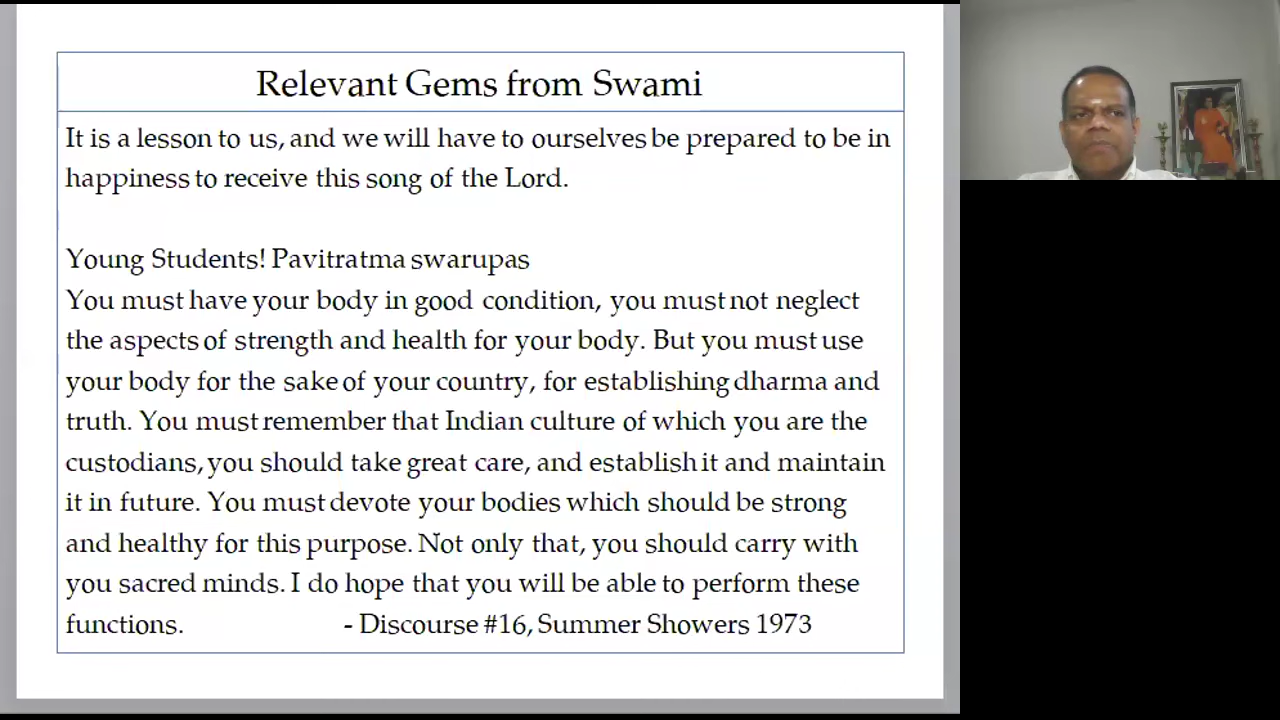 Relevant Gems from Swami
It is a lesson to us, and we will have to ourselves be prepared to be in
happiness to receive this song of the Lord.
Young Students! Pavitratma swarupas
You must have your body in good condition, you must not neglect
the aspects of strength and health for your body. But you must use
your body for the sake of your country, for establishing dharma and
truth. You must remember that Indian culture of which you are the
custodians, you should take great care, and establish it and maintain
it in future. You must devote your bodies which should be strong
and healthy for this purpose. Not only that, you should carry with
you sacred minds. I do hope that you will be able to perform these
functions. - Discourse #16, Summer Showers 1973